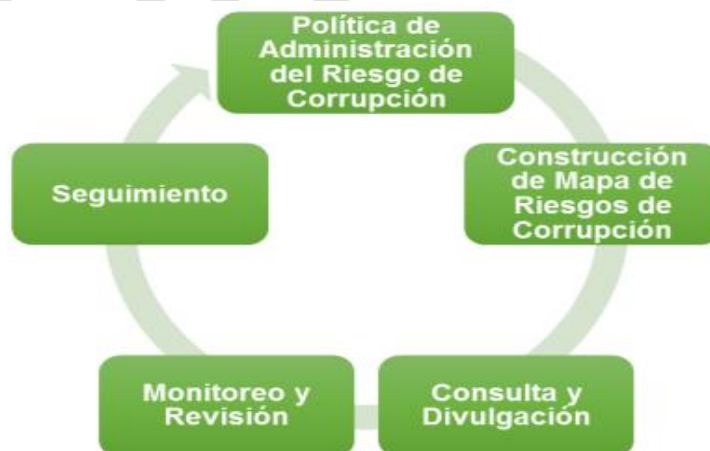 Política de
Administración
del Riesgo de
Corrupción
Construcción
de Mapa de
Riesgos de
Corrupción
Consulta y
Divulgación
Monitoreo y
Revisión
Seguimiento